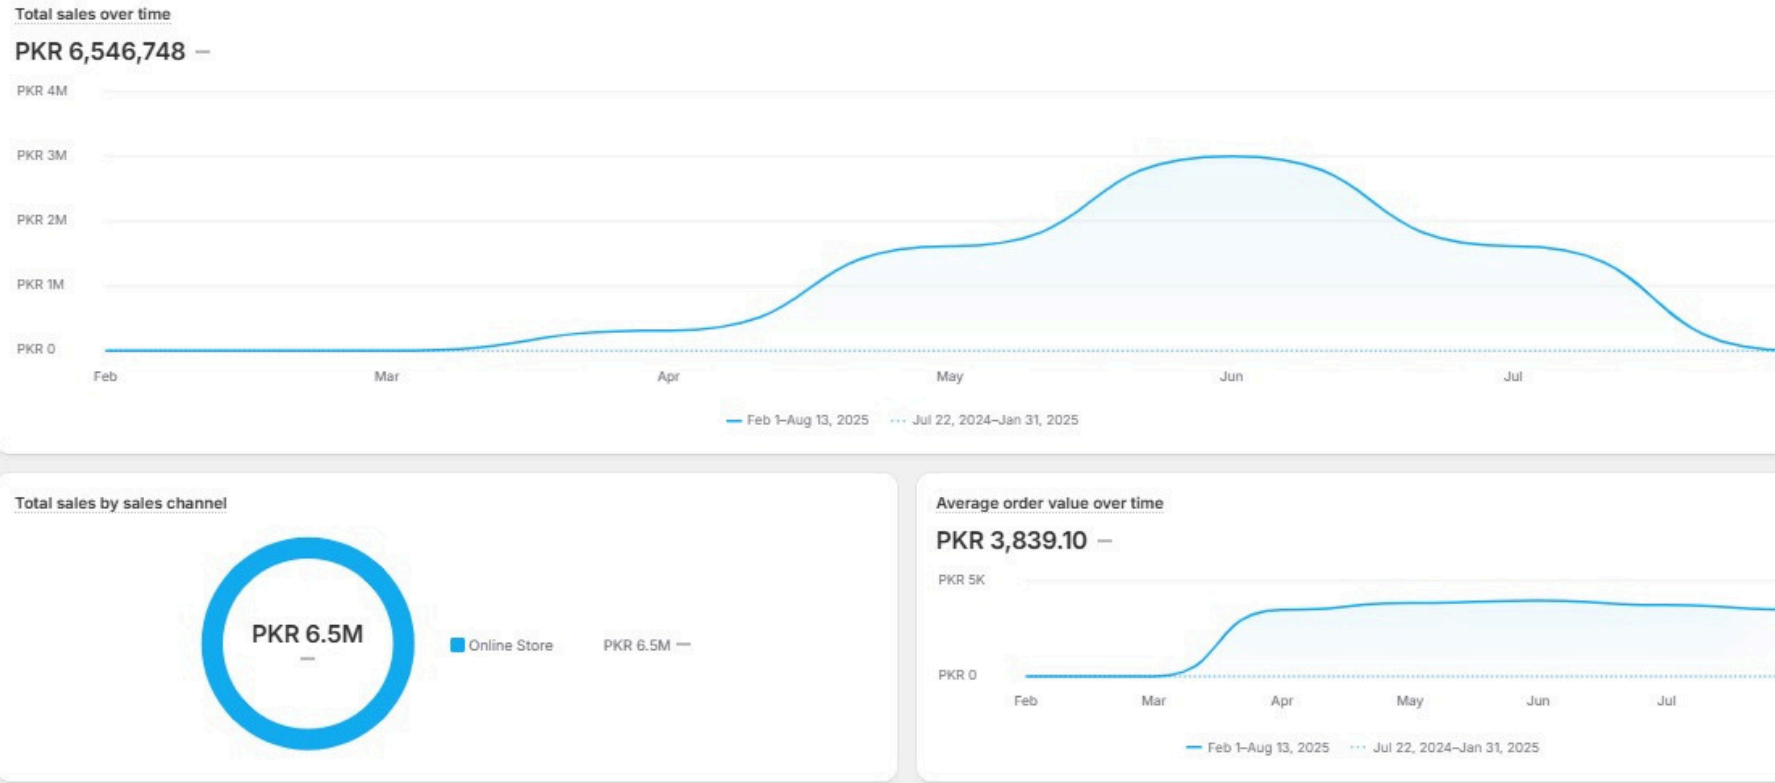 Total sales over time
PKR 6,546,748 —
PKR 4M
PKR 3M
PKR 2M
PKR 1M
PKR 0
Feb Mar Apr May Jun Jul
Feb 1–Aug 13, 2025 Jul 22, 2024–Jan 31, 2025
Total sales by sales channel
PKR 6.5M
—
Online Store PKR 6.5M —
Average order value over time
PKR 3,839.10 —
PKR 5K
PKR 0
Feb Mar Apr May Jun Jul
Feb 1–Aug 13, 2025 Jul 22, 2024–Jan 31, 2025